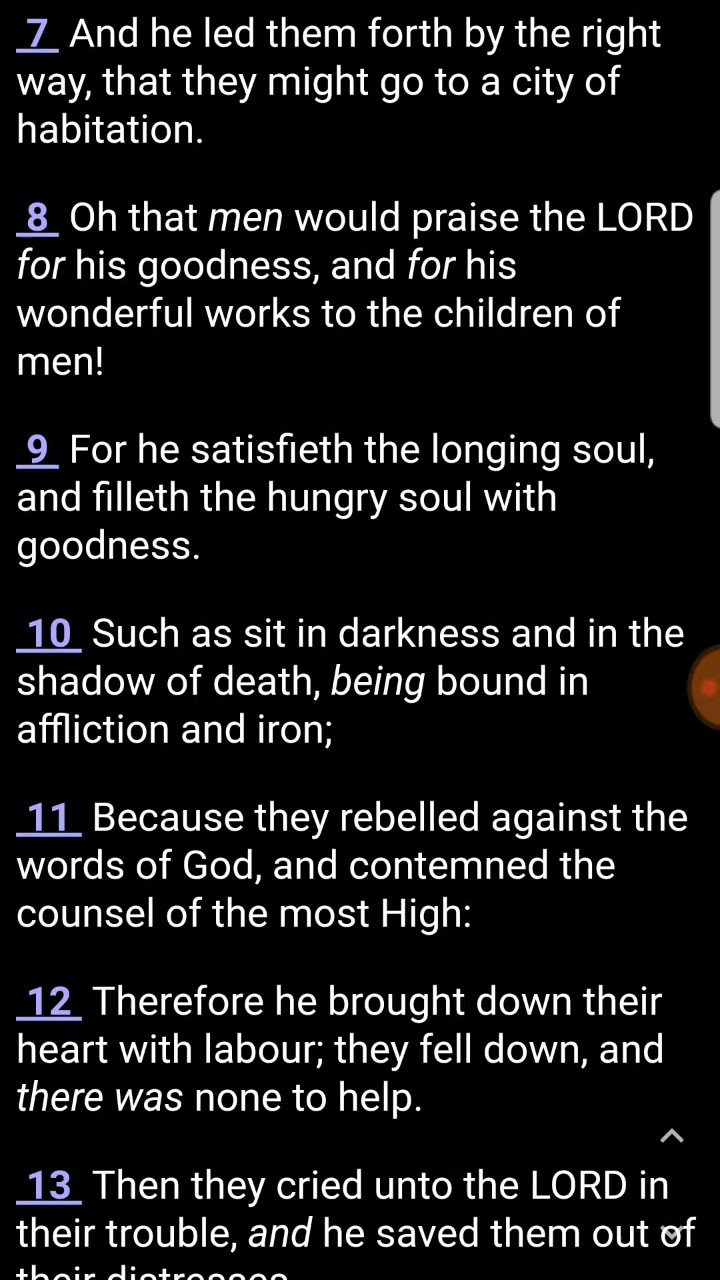 7 And he led them forth by the right
way, that they might go to a city of
habitation.
8 Oh that men would praise the LORD
for his goodness, and for his
wonderful works to the children of
men!
9 For he satisfieth the longing soul,
and filleth the hungry soul with
goodness.
10 Such as sit in darkness and in the
shadow of death, being bound in
affliction and iron;
11 Because they rebelled against the
words of God, and contemned the
counsel of the most High:
12 Therefore he brought down their
heart with labour; they fell down, and
there was none to help.
13 Then they cried unto the LORD in
their trouble, and he saved them out of
their distresses